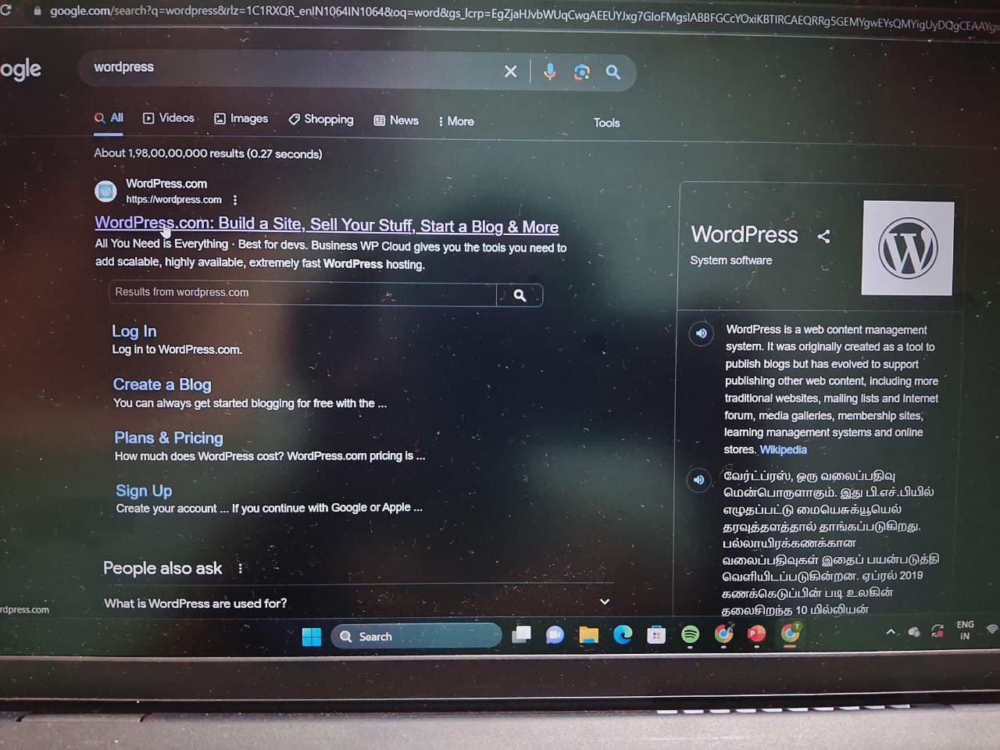 google.com/search?q=wordpress&rlz=1C1RXQR_enIN1064IN1064&oq=word&gs_lcrp=
ogle
wordpress
All Videos Images Shopping News More Tools
About 1,98,00,00,000 results (0.27 seconds)
WordPress.com
https://wordpress.com
WordPress.com: Build a Site, Sell Your Stuff, Start a Blog & More
All You Need is Everything · Best for devs. Business WP Cloud gives you the tools you need to
add scalable, highly available, extremely fast WordPress hosting.
Results from wordpress.com
Log In
Log in to WordPress.com.
Create a Blog
You can always get started blogging for free with the ...
Plans & Pricing
How much does WordPress cost? WordPress.com pricing is ...
Sign Up
Create your account ... If you continue with Google or Apple ...
People also ask
What is WordPress are used for?
rdpress.com
WordPress
System software
WordPress is a web content management
system. It was originally created as a tool to
publish blogs but has evolved to support
publishing other web content, including more
traditional websites, mailing lists and Internet
forum, media galleries, membership sites,
learning management systems and online
stores. Wikipedia
வேர்ட்ப்ரஸ், ஒரு வலைப்பதிவு
மென்பொருளாகும். இது பி.எச்.பியில்
எழுதப்பட்டு மையெசுக்யூயெல்
தரவுத்தளத்தால் தாங்கப்படுகிறது.
பல்லாயிரக்கணக்கான
வலைப்பதிவுகள் இதைப் பயன்படுத்தி
வெளியிடப்படுகின்றன. ஏப்ரல் 2019
கணக்கெடுப்பின் படி உலகின்
தலைசிறந்த 10 மில்லியன்
Search
ENG
IN